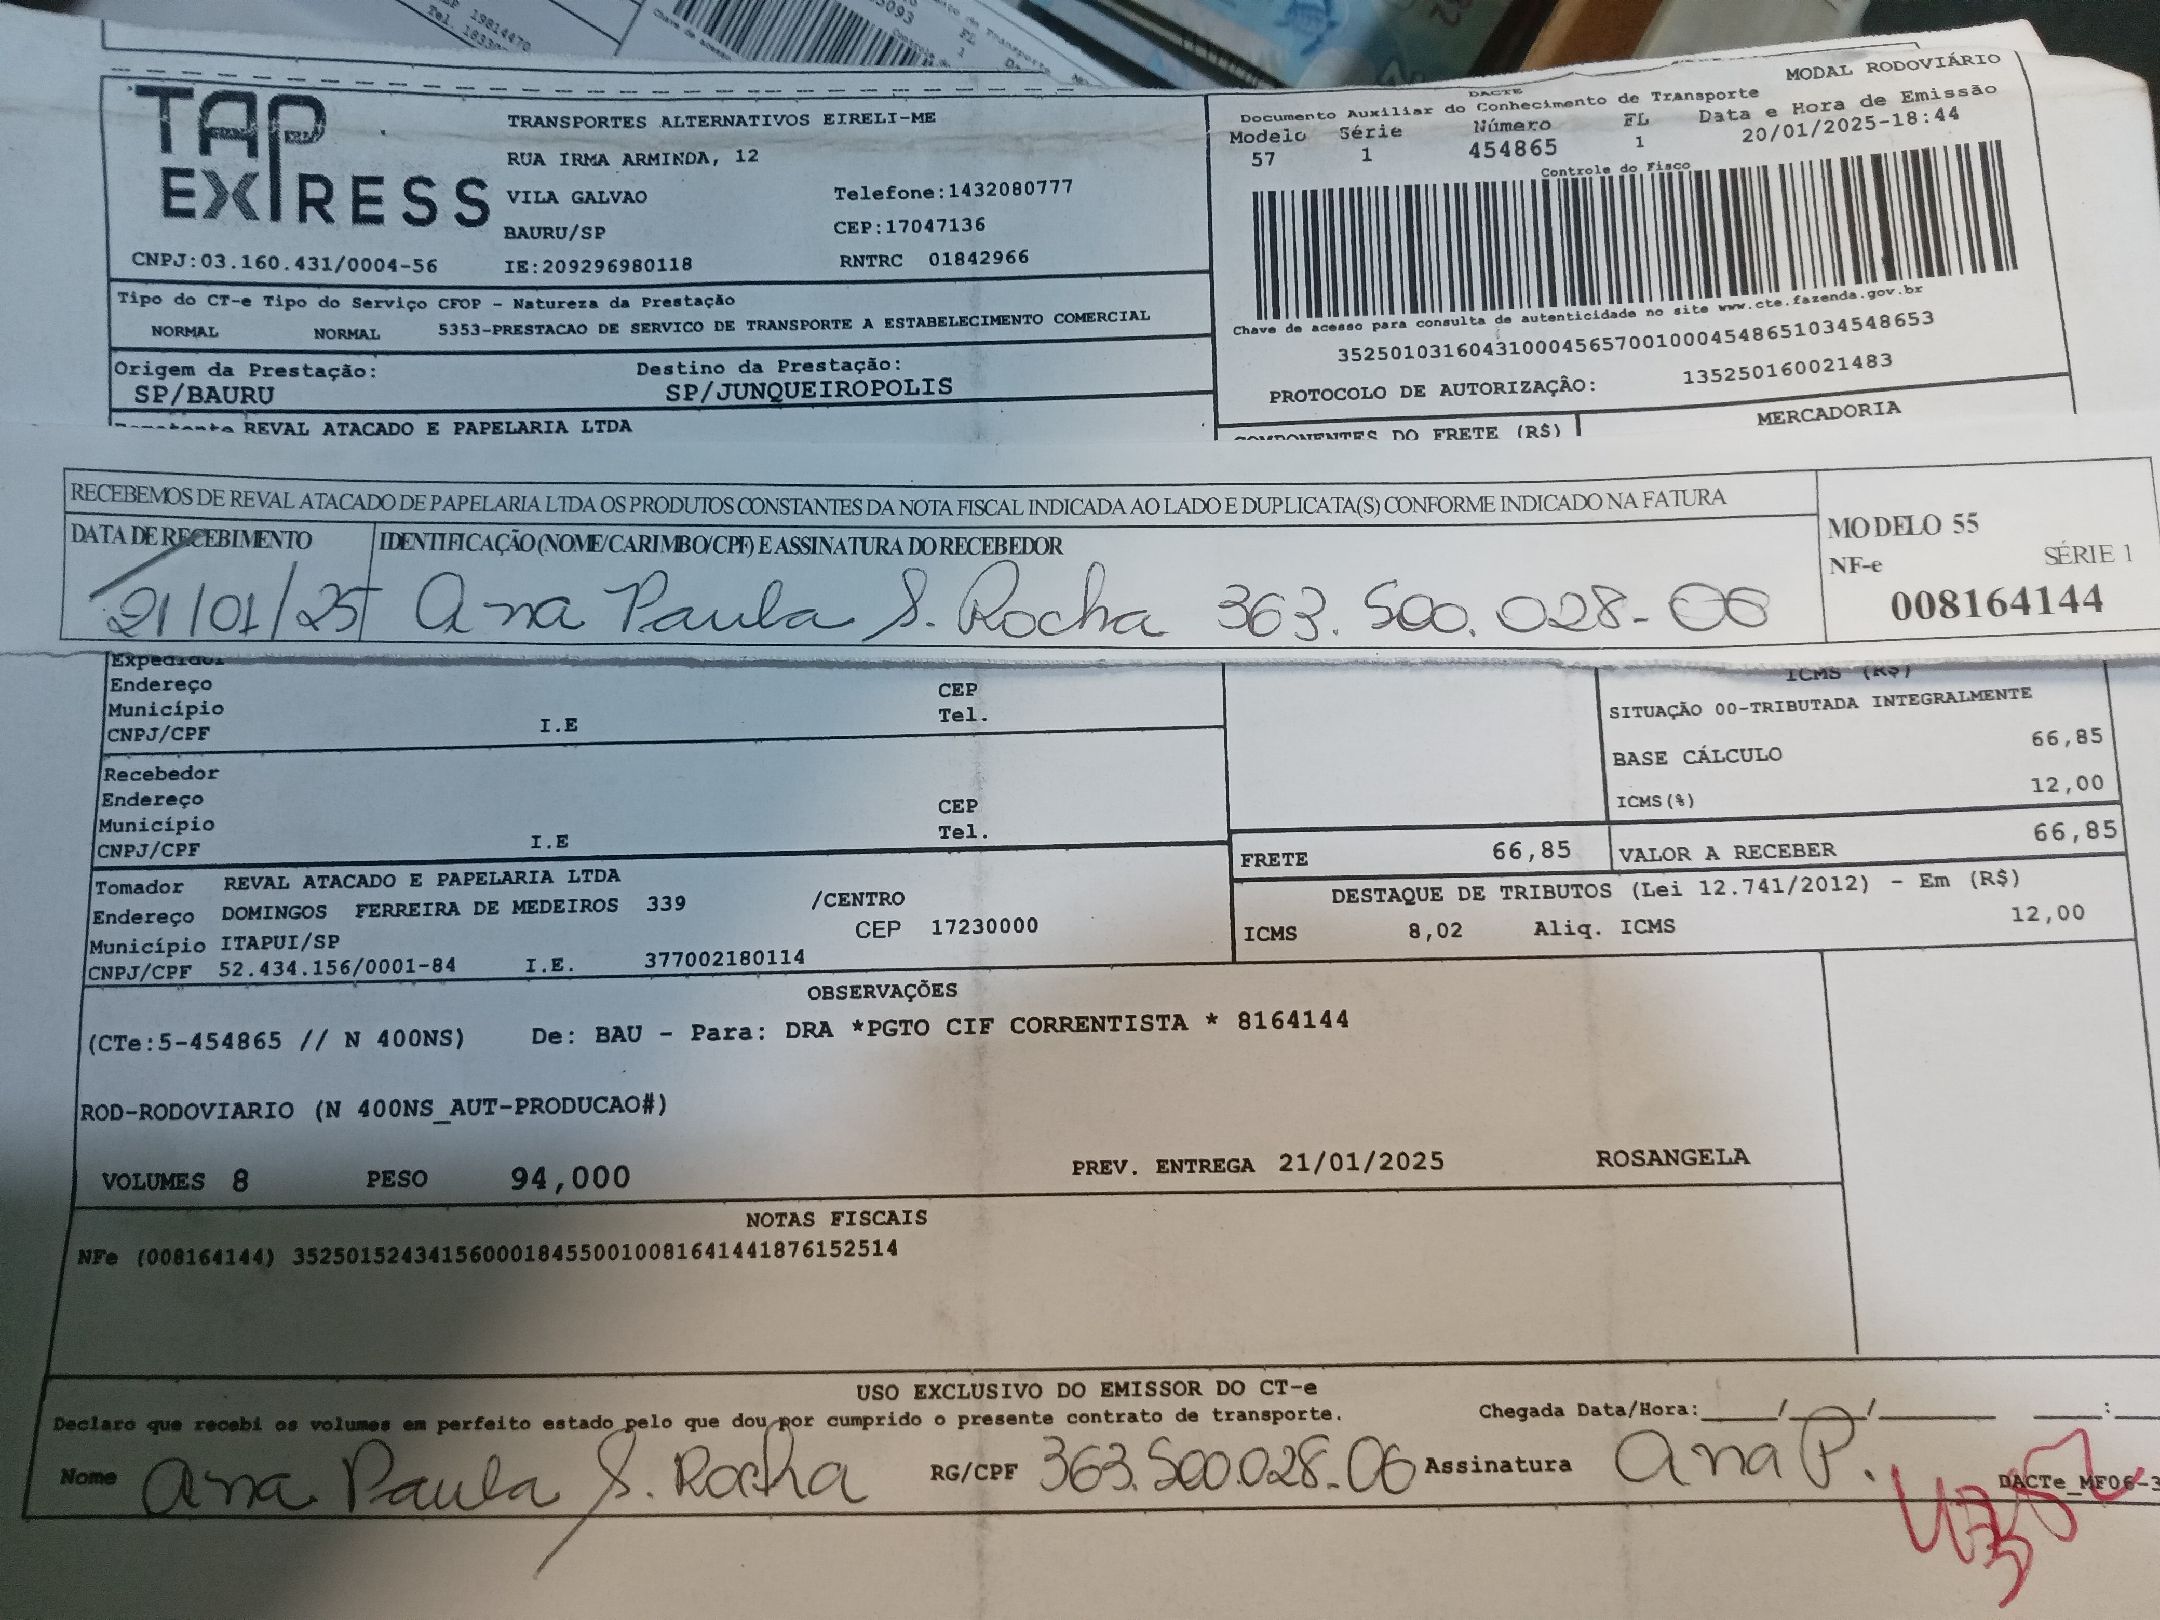 TAP EXPRESS
TRANSPORTES ALTERNATIVOS EIRELI-ME
RUA IRMA ARMINDA, 12
VILA GALVAO Telefone:1432080777
BAURU/SP CEP:17047136
CNPJ:03.160.431/0004-56 IE:209296980118 RNTRC 01842966
MODAL RODOVIÁRIO
DACTE
Documento Auxiliar do Conhecimento de Transporte
Modelo Série Número FL Data e Hora de Emissão
57 1 454865 1 20/01/2025-18:44
Controle do Fisco
Chave de acesso para consulta de autenticidade no site www.cte.fazenda.gov.br
35250103160431000456570010004548651034548653
PROTOCOLO DE AUTORIZAÇÃO: 135250160021483
Tipo do CT-e Tipo do Serviço CFOP - Natureza da Prestação
NORMAL NORMAL 5353-PRESTACAO DE SERVICO DE TRANSPORTE A ESTABELECIMENTO COMERCIAL
Origem da Prestação: Destino da Prestação:
SP/BAURU SP/JUNQUEIROPOLIS
REVAL ATACADO E PAPELARIA LTDA
COMPONENTES DO FRETE (R$) MERCADORIA
RECEBEMOS DE REVAL ATACADO DE PAPELARIA LTDA OS PRODUTOS CONSTANTES DA NOTA FISCAL INDICADA AO LADO E DUPLICATA(S) CONFORME INDICADO NA FATURA
DATA DE RECEBIMENTO IDENTIFICAÇÃO (NOME/CARIMBO/CPF) E ASSINATURA DO RECEBEDOR
21/01/25 Ana Paula S. Rocha 363.500.028-06
MODELO 55
NF-e SÉRIE 1
008164144
Expedidor
Endereço CEP
Município Tel.
CNPJ/CPF I.E
Recebedor
Endereço CEP
Município Tel.
CNPJ/CPF I.E
ICMS (R$)
SITUAÇÃO 00-TRIBUTADA INTEGRALMENTE
BASE CÁLCULO 66,85
ICMS(%) 12,00
FRETE 66,85 VALOR A RECEBER 66,85
Tomador REVAL ATACADO E PAPELARIA LTDA
Endereço DOMINGOS FERREIRA DE MEDEIROS 339 /CENTRO
Município ITAPUI/SP CEP 17230000
CNPJ/CPF 52.434.156/0001-84 I.E. 377002180114
DESTAQUE DE TRIBUTOS (Lei 12.741/2012) - Em (R$)
ICMS 8,02 Aliq. ICMS 12,00
OBSERVAÇÕES
(CTe:5-454865 // N 400NS) De: BAU - Para: DRA *PGTO CIF CORRENTISTA * 8164144
ROD-RODOVIARIO (N 400NS_AUT-PRODUCAO#)
VOLUMES 8 PESO 94,000 PREV. ENTREGA 21/01/2025 ROSANGELA
NOTAS FISCAIS
NFe (008164144) 35250152434156000184550010081641441876152514
USO EXCLUSIVO DO EMISSOR DO CT-e
Declaro que recebi os volumes em perfeito estado pelo que dou por cumprido o presente contrato de transporte. Chegada Data/Hora:____/____/____ ____:
Nome Ana Paula S. Rocha RG/CPF 363.500.028-06 Assinatura Ana P.
DACTe_MF06-3